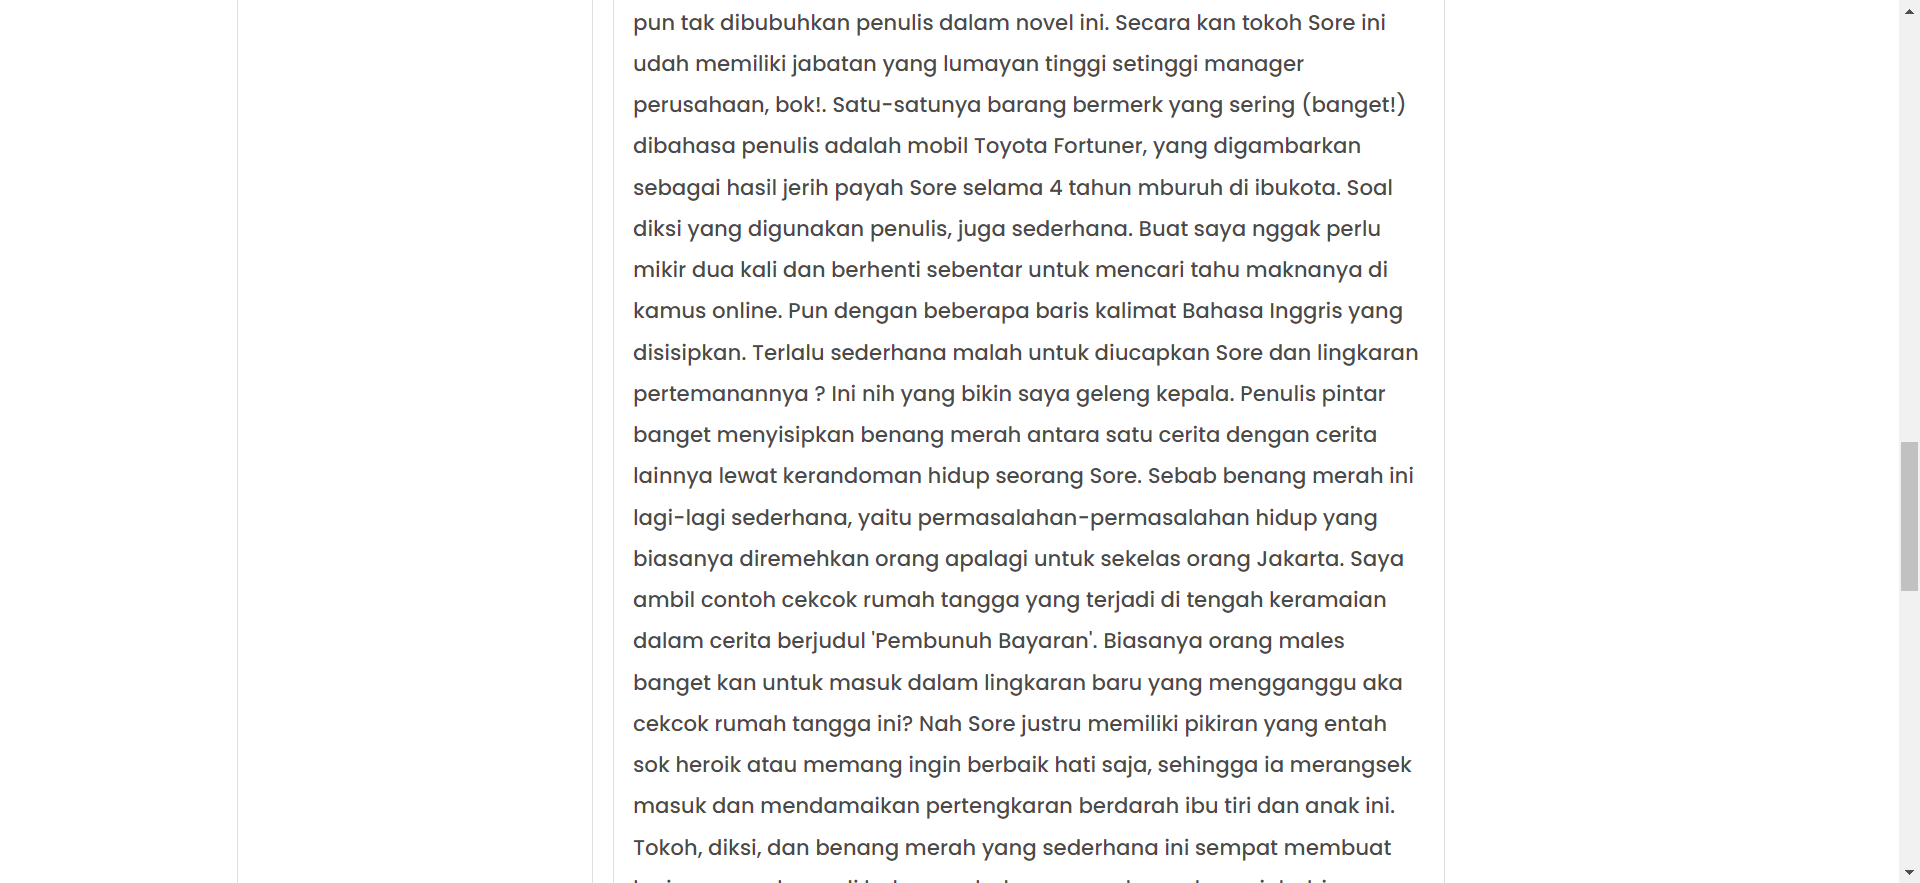 pun tak dibubuhkan penulis dalam novel ini. Secara kan tokoh Sore ini
udah memiliki jabatan yang lumayan tinggi setinggi manager
perusahaan, bok!. Satu-satunya barang bermerk yang sering (banget!)
dibahasa penulis adalah mobil Toyota Fortuner, yang digambarkan
sebagai hasil jerih payah Sore selama 4 tahun mburuh di ibukota. Soal
diksi yang digunakan penulis, juga sederhana. Buat saya nggak perlu
mikir dua kali dan berhenti sebentar untuk mencari tahu maknanya di
kamus online. Pun dengan beberapa baris kalimat Bahasa Inggris yang
disisipkan. Terlalu sederhana malah untuk diucapkan Sore dan lingkaran
pertemanannya ? Ini nih yang bikin saya geleng kepala. Penulis pintar
banget menyisipkan benang merah antara satu cerita dengan cerita
lainnya lewat kerandoman hidup seorang Sore. Sebab benang merah ini
lagi-lagi sederhana, yaitu permasalahan-permasalahan hidup yang
biasanya diremehkan orang apalagi untuk sekelas orang Jakarta. Saya
ambil contoh cekcok rumah tangga yang terjadi di tengah keramaian
dalam cerita berjudul 'Pembunuh Bayaran'. Biasanya orang males
banget kan untuk masuk dalam lingkaran baru yang mengganggu aka
cekcok rumah tangga ini? Nah Sore justru memiliki pikiran yang entah
sok heroik atau memang ingin berbaik hati saja, sehingga ia merangsek
masuk dan mendamaikan pertengkaran berdarah ibu tiri dan anak ini.
Tokoh, diksi, dan benang merah yang sederhana ini sempat membuat